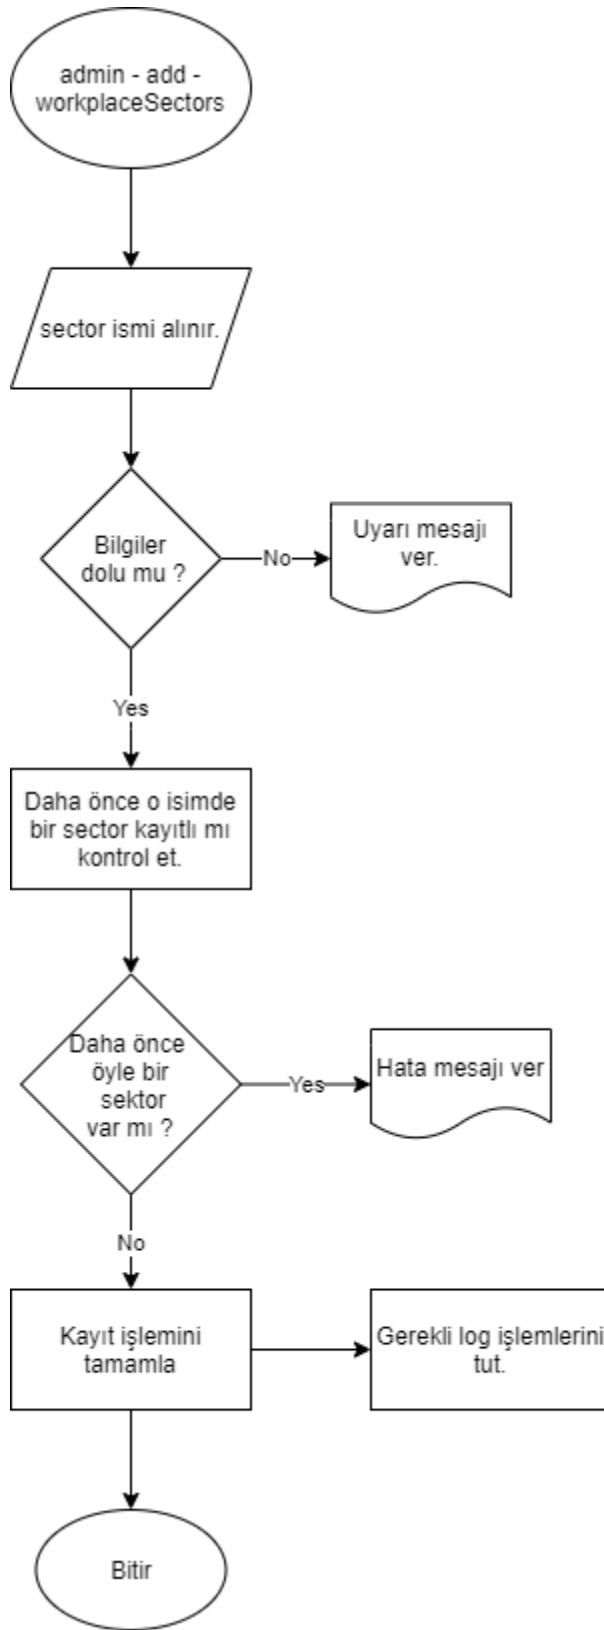 admin - add -
workplaceSectors
sector ismi alınır.
Bilgiler
dolu mu ?
No
Uyarı mesajı
ver.
Yes
Daha önce o isimde
bir sector kayıtlı mı
kontrol et.
Daha önce
öyle bir
sektor
var mı ?
Yes
Hata mesajı ver
No
Kayıt işlemini
tamamla
Gerekli log işlemlerini
tut.
Bitir